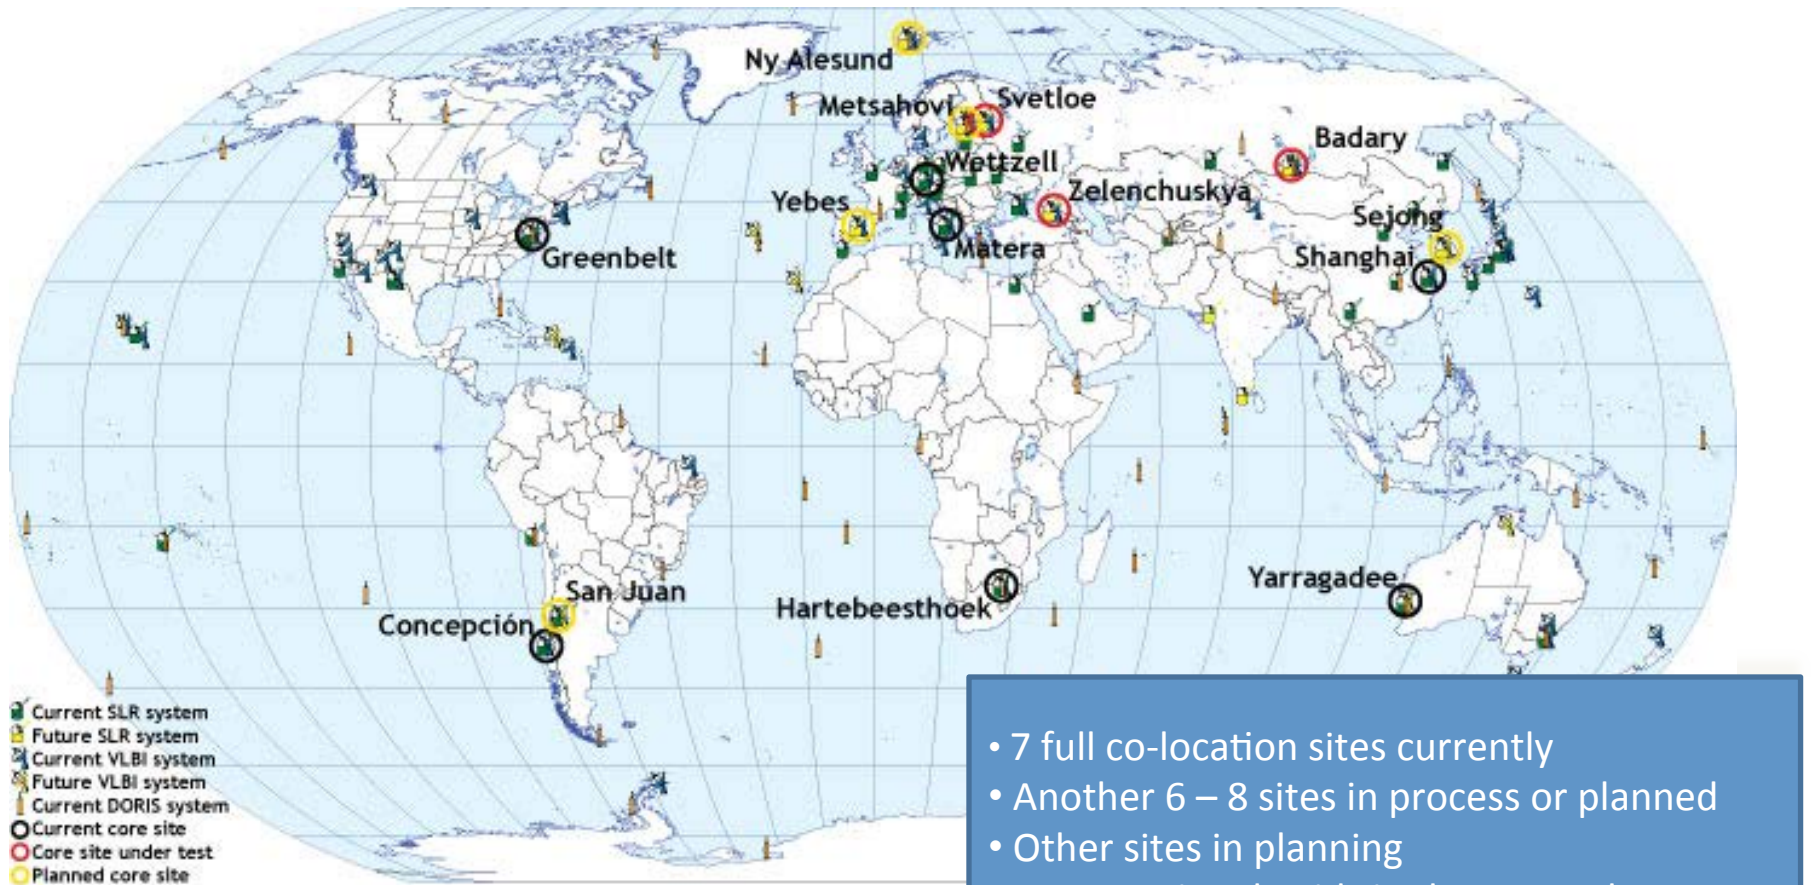 Ny Alesund
Metsahovi
Svetloe
Badary
Wettzell
Zelenchuskya
Yebes
Sejong
Matera
Shanghai
Greenbelt
San Juan
Concepción
Hartebeesthoek
Yarragadee
Current SLR system
Future SLR system
Current VLBI system
Future VLBI system
Current DORIS system
Current core site
Core site under test
Planned core site
• 7 full co-location sites currently
• Another 6 – 8 sites in process or planned
• Other sites in planning